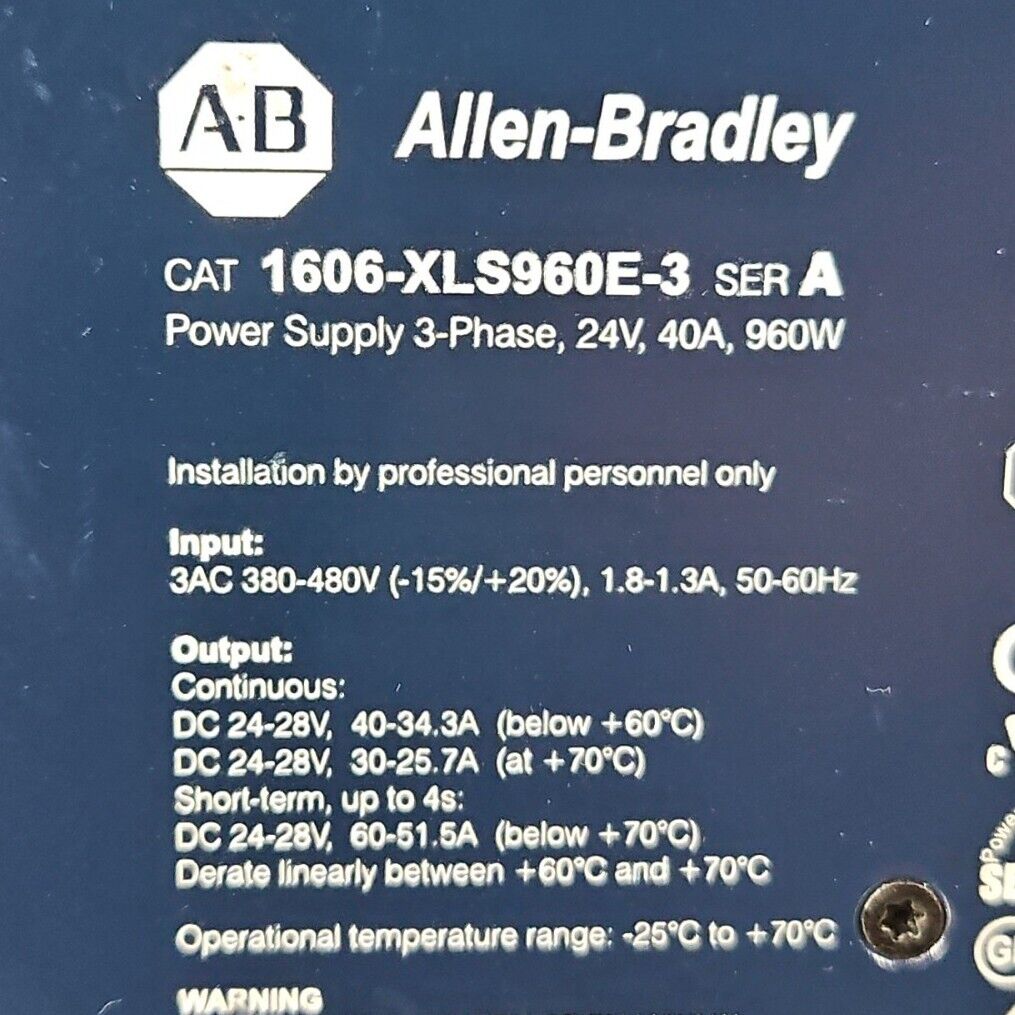 AB Allen-Bradley
CAT 1606-XLS960E-3 SER A
Power Supply 3-Phase, 24V, 40A, 960W
Installation by professional personnel only
Input:
3AC 380-480V (-15%/+20%), 1.8-1.3A, 50-60Hz
Output:
Continuous:
DC 24-28V, 40-34.3A (below +60°C)
DC 24-28V, 30-25.7A (at +70°C)
Short-term, up to 4s:
DC 24-28V, 60-51.5A (below +70°C)
Derate linearly between +60°C and +70°C
Operational temperature range: -25°C to +70°C
WARNING